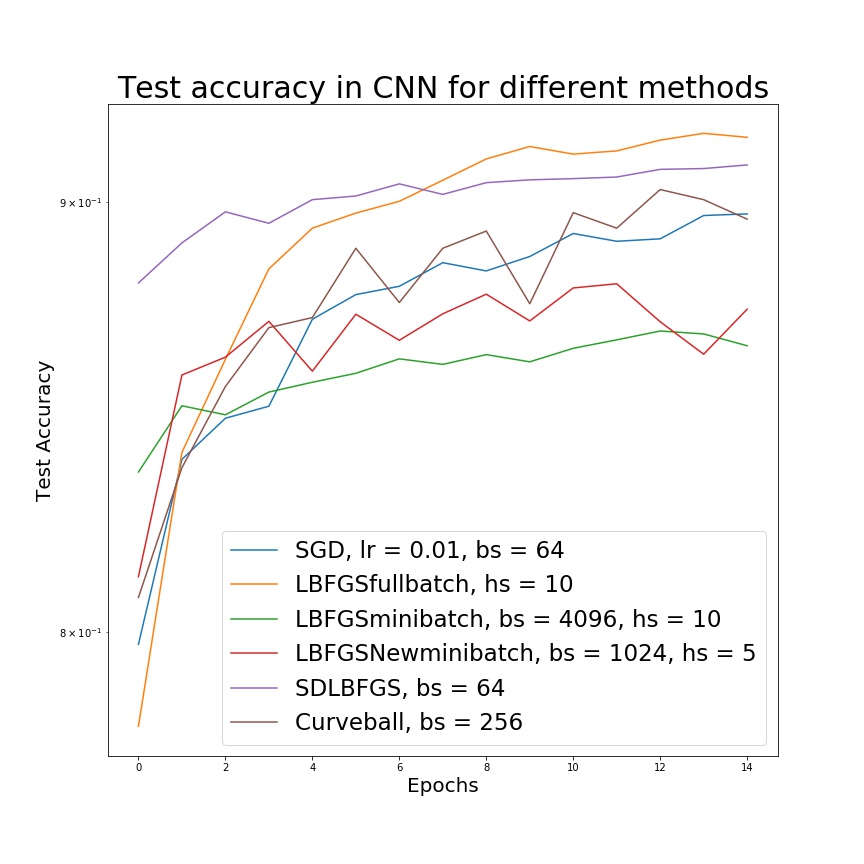 Test accuracy in CNN for different methods
9 × 10⁻¹
8 × 10⁻¹
Test Accuracy
SGD, lr = 0.01, bs = 64
LBFGSfullbatch, hs = 10
LBFGSminibatch, bs = 4096, hs = 10
LBFGSNewminibatch, bs = 1024, hs = 5
SDLBFGS, bs = 64
Curveball, bs = 256
0 2 4 6 8 10 12 14
Epochs